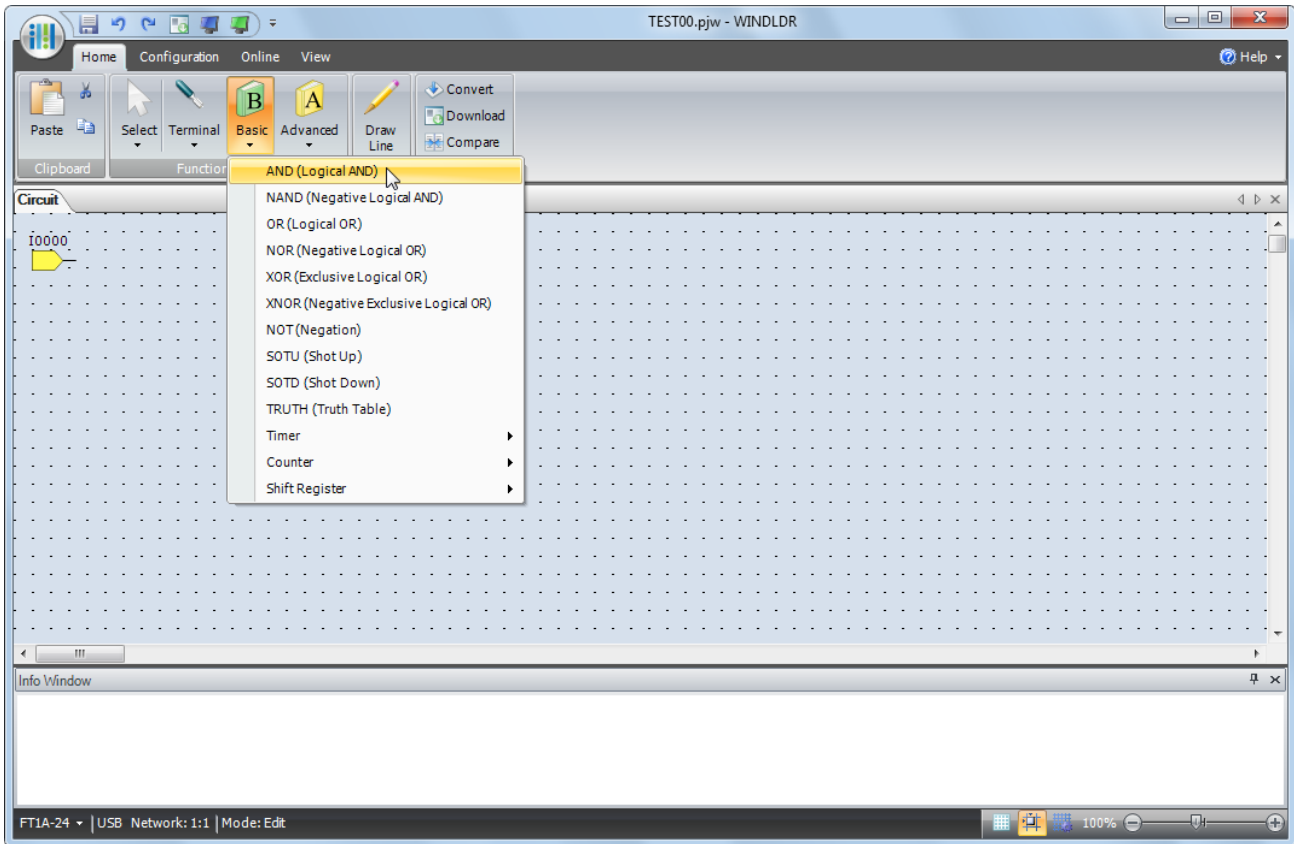 TEST00.pjw - WINDLDR
Home Configuration Online View Help
Paste Select Terminal Basic Advanced Draw Line Convert
Download
Compare
B A
Clipboard Function
AND (Logical AND)
NAND (Negative Logical AND)
OR (Logical OR)
NOR (Negative Logical OR)
XOR (Exclusive Logical OR)
XNOR (Negative Exclusive Logical OR)
NOT (Negation)
SOTU (Shot Up)
SOTD (Shot Down)
TRUTH (Truth Table)
Timer
Counter
Shift Register
Circuit
I0000
Info Window
FT1A-24 USB Network: 1:1 Mode: Edit 100%